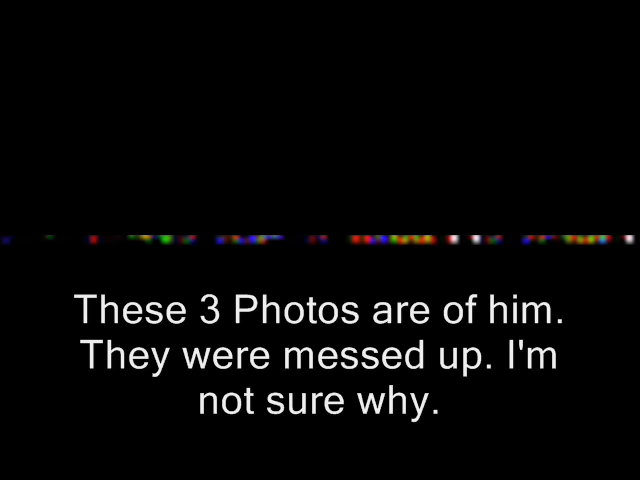 These 3 Photos are of him.
They were messed up. I'm
not sure why.